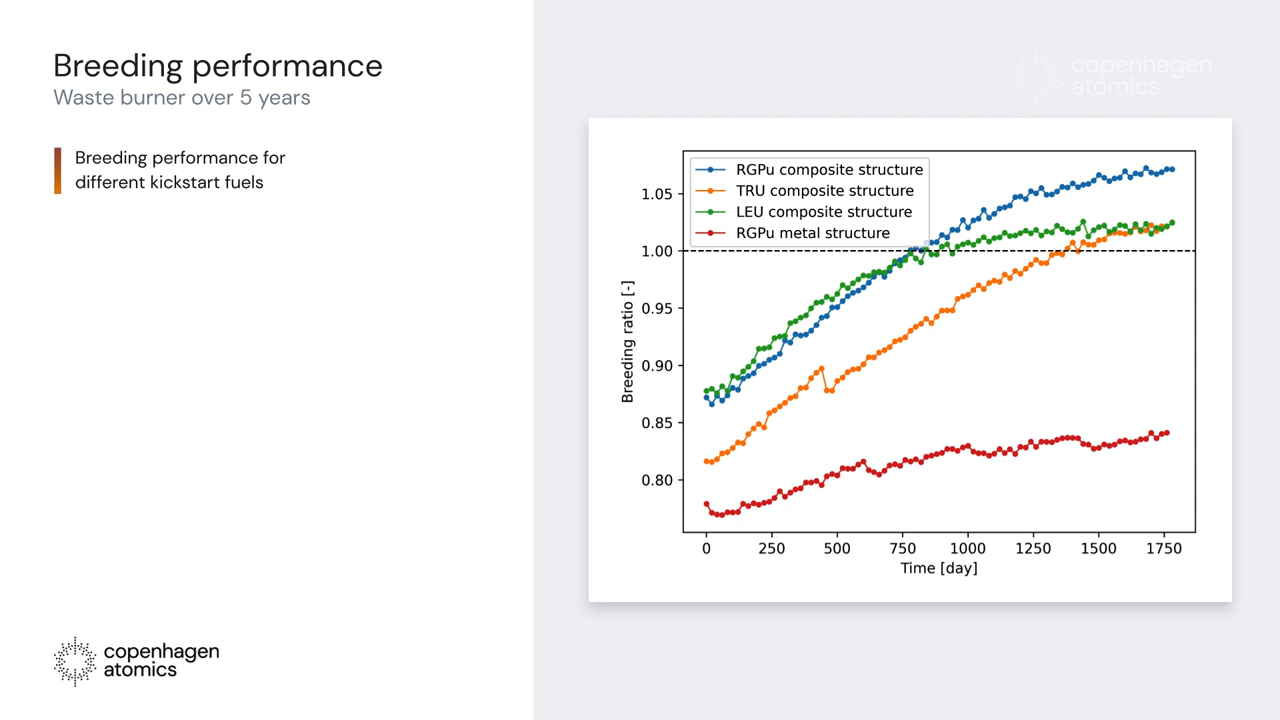 Breeding performance
Waste burner over 5 years
Breeding performance for
different kickstart fuels
copenhagen
atomics
RGPu composite structure
TRU composite structure
LEU composite structure
RGPu metal structure
1.05
1.00
0.95
0.90
0.85
0.80
Breeding ratio [-]
0 250 500 750 1000 1250 1500 1750
Time [day]
copenhagen
atomics